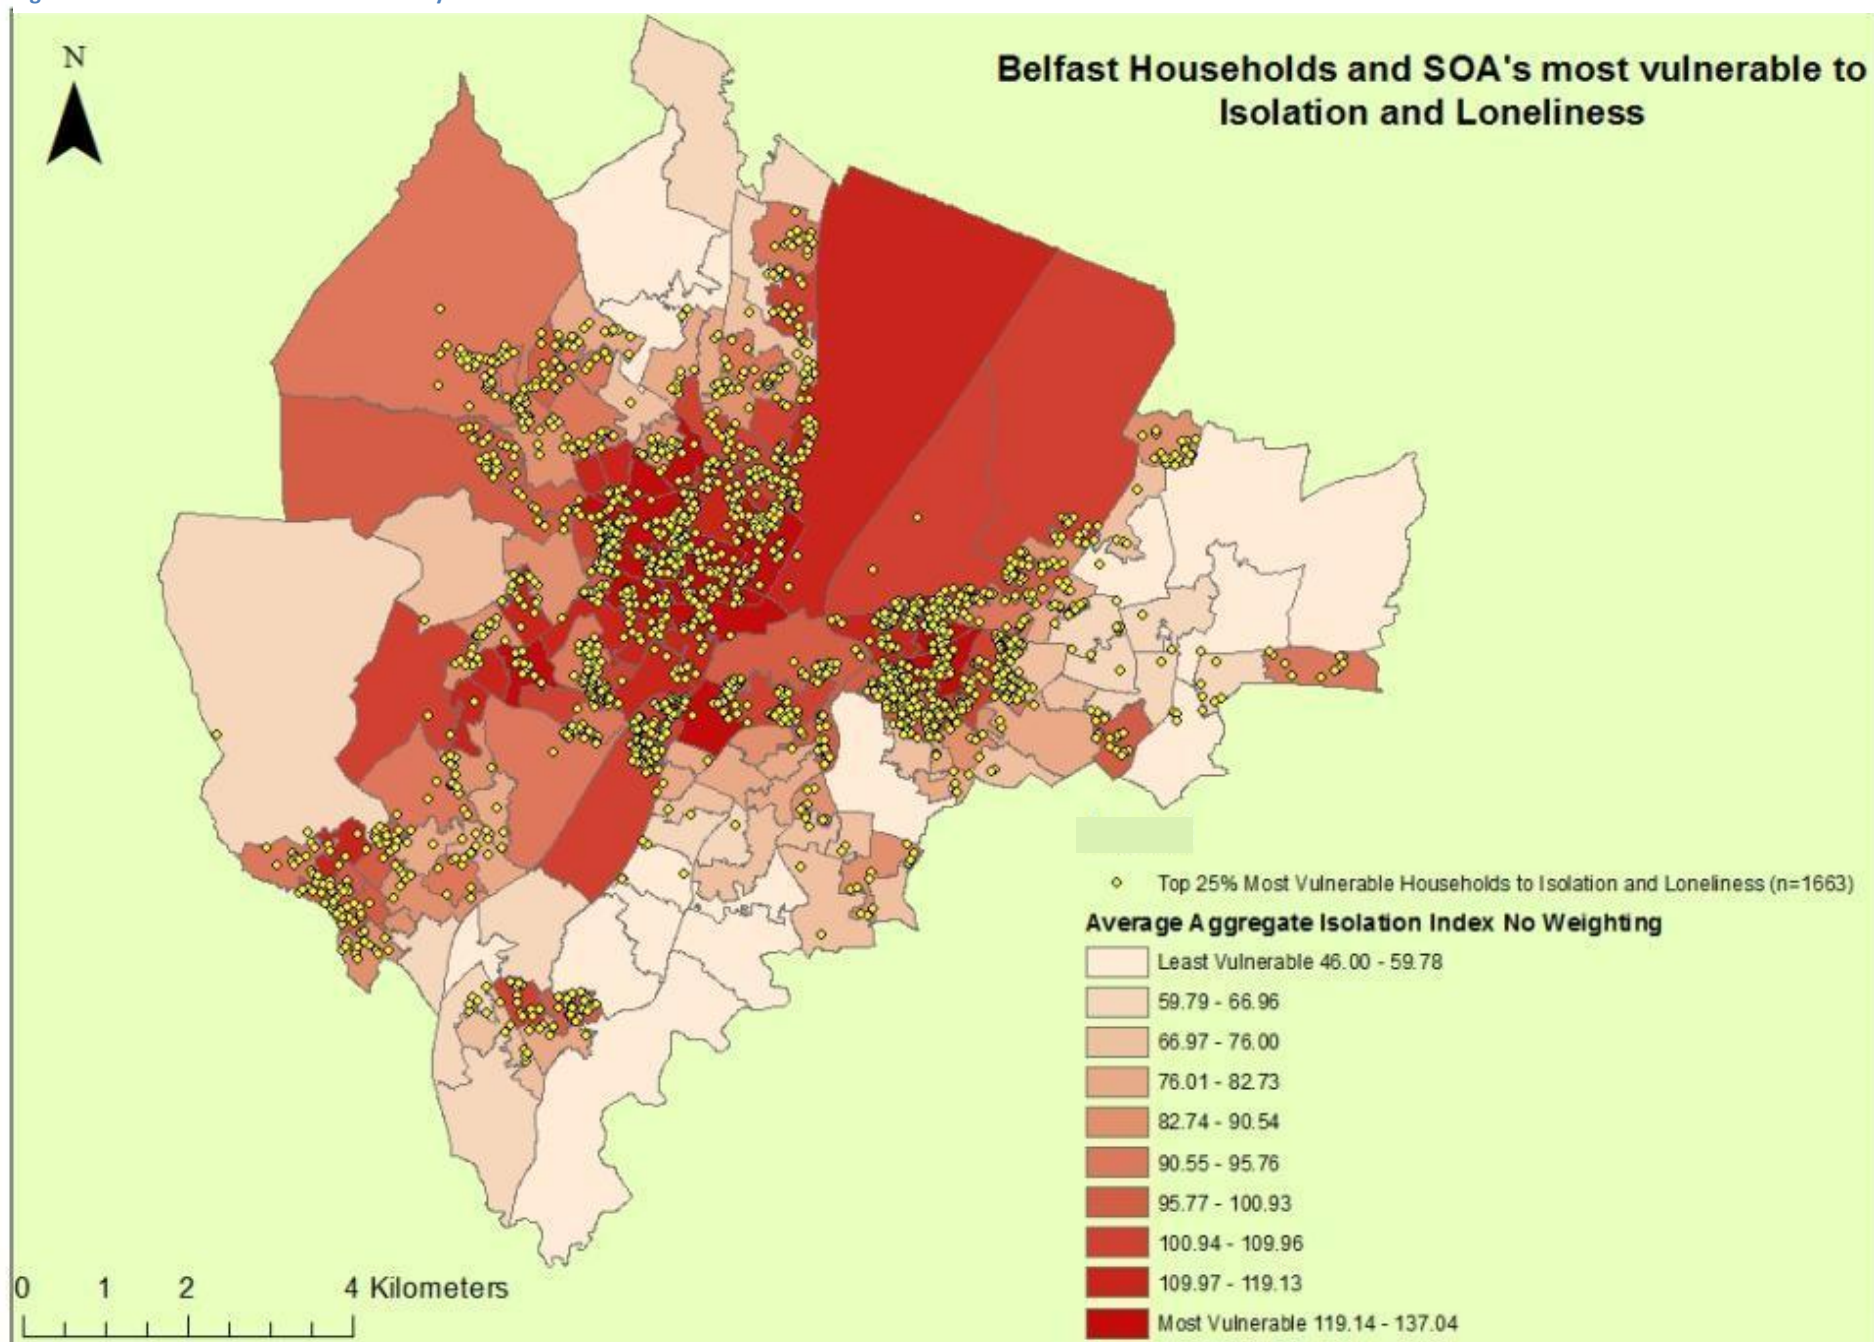 N
Belfast Households and SOA's most vulnerable to
Isolation and Loneliness
Top 25% Most Vulnerable Households to Isolation and Loneliness (n=1663)
Average Aggregate Isolation Index No Weighting
Least Vulnerable 46.00 - 59.78
59.79 - 66.96
66.97 - 76.00
76.01 - 82.73
82.74 - 90.54
90.55 - 95.76
95.77 - 100.93
100.94 - 109.96
109.97 - 119.13
Most Vulnerable 119.14 - 137.04
0 1 2 4 Kilometers